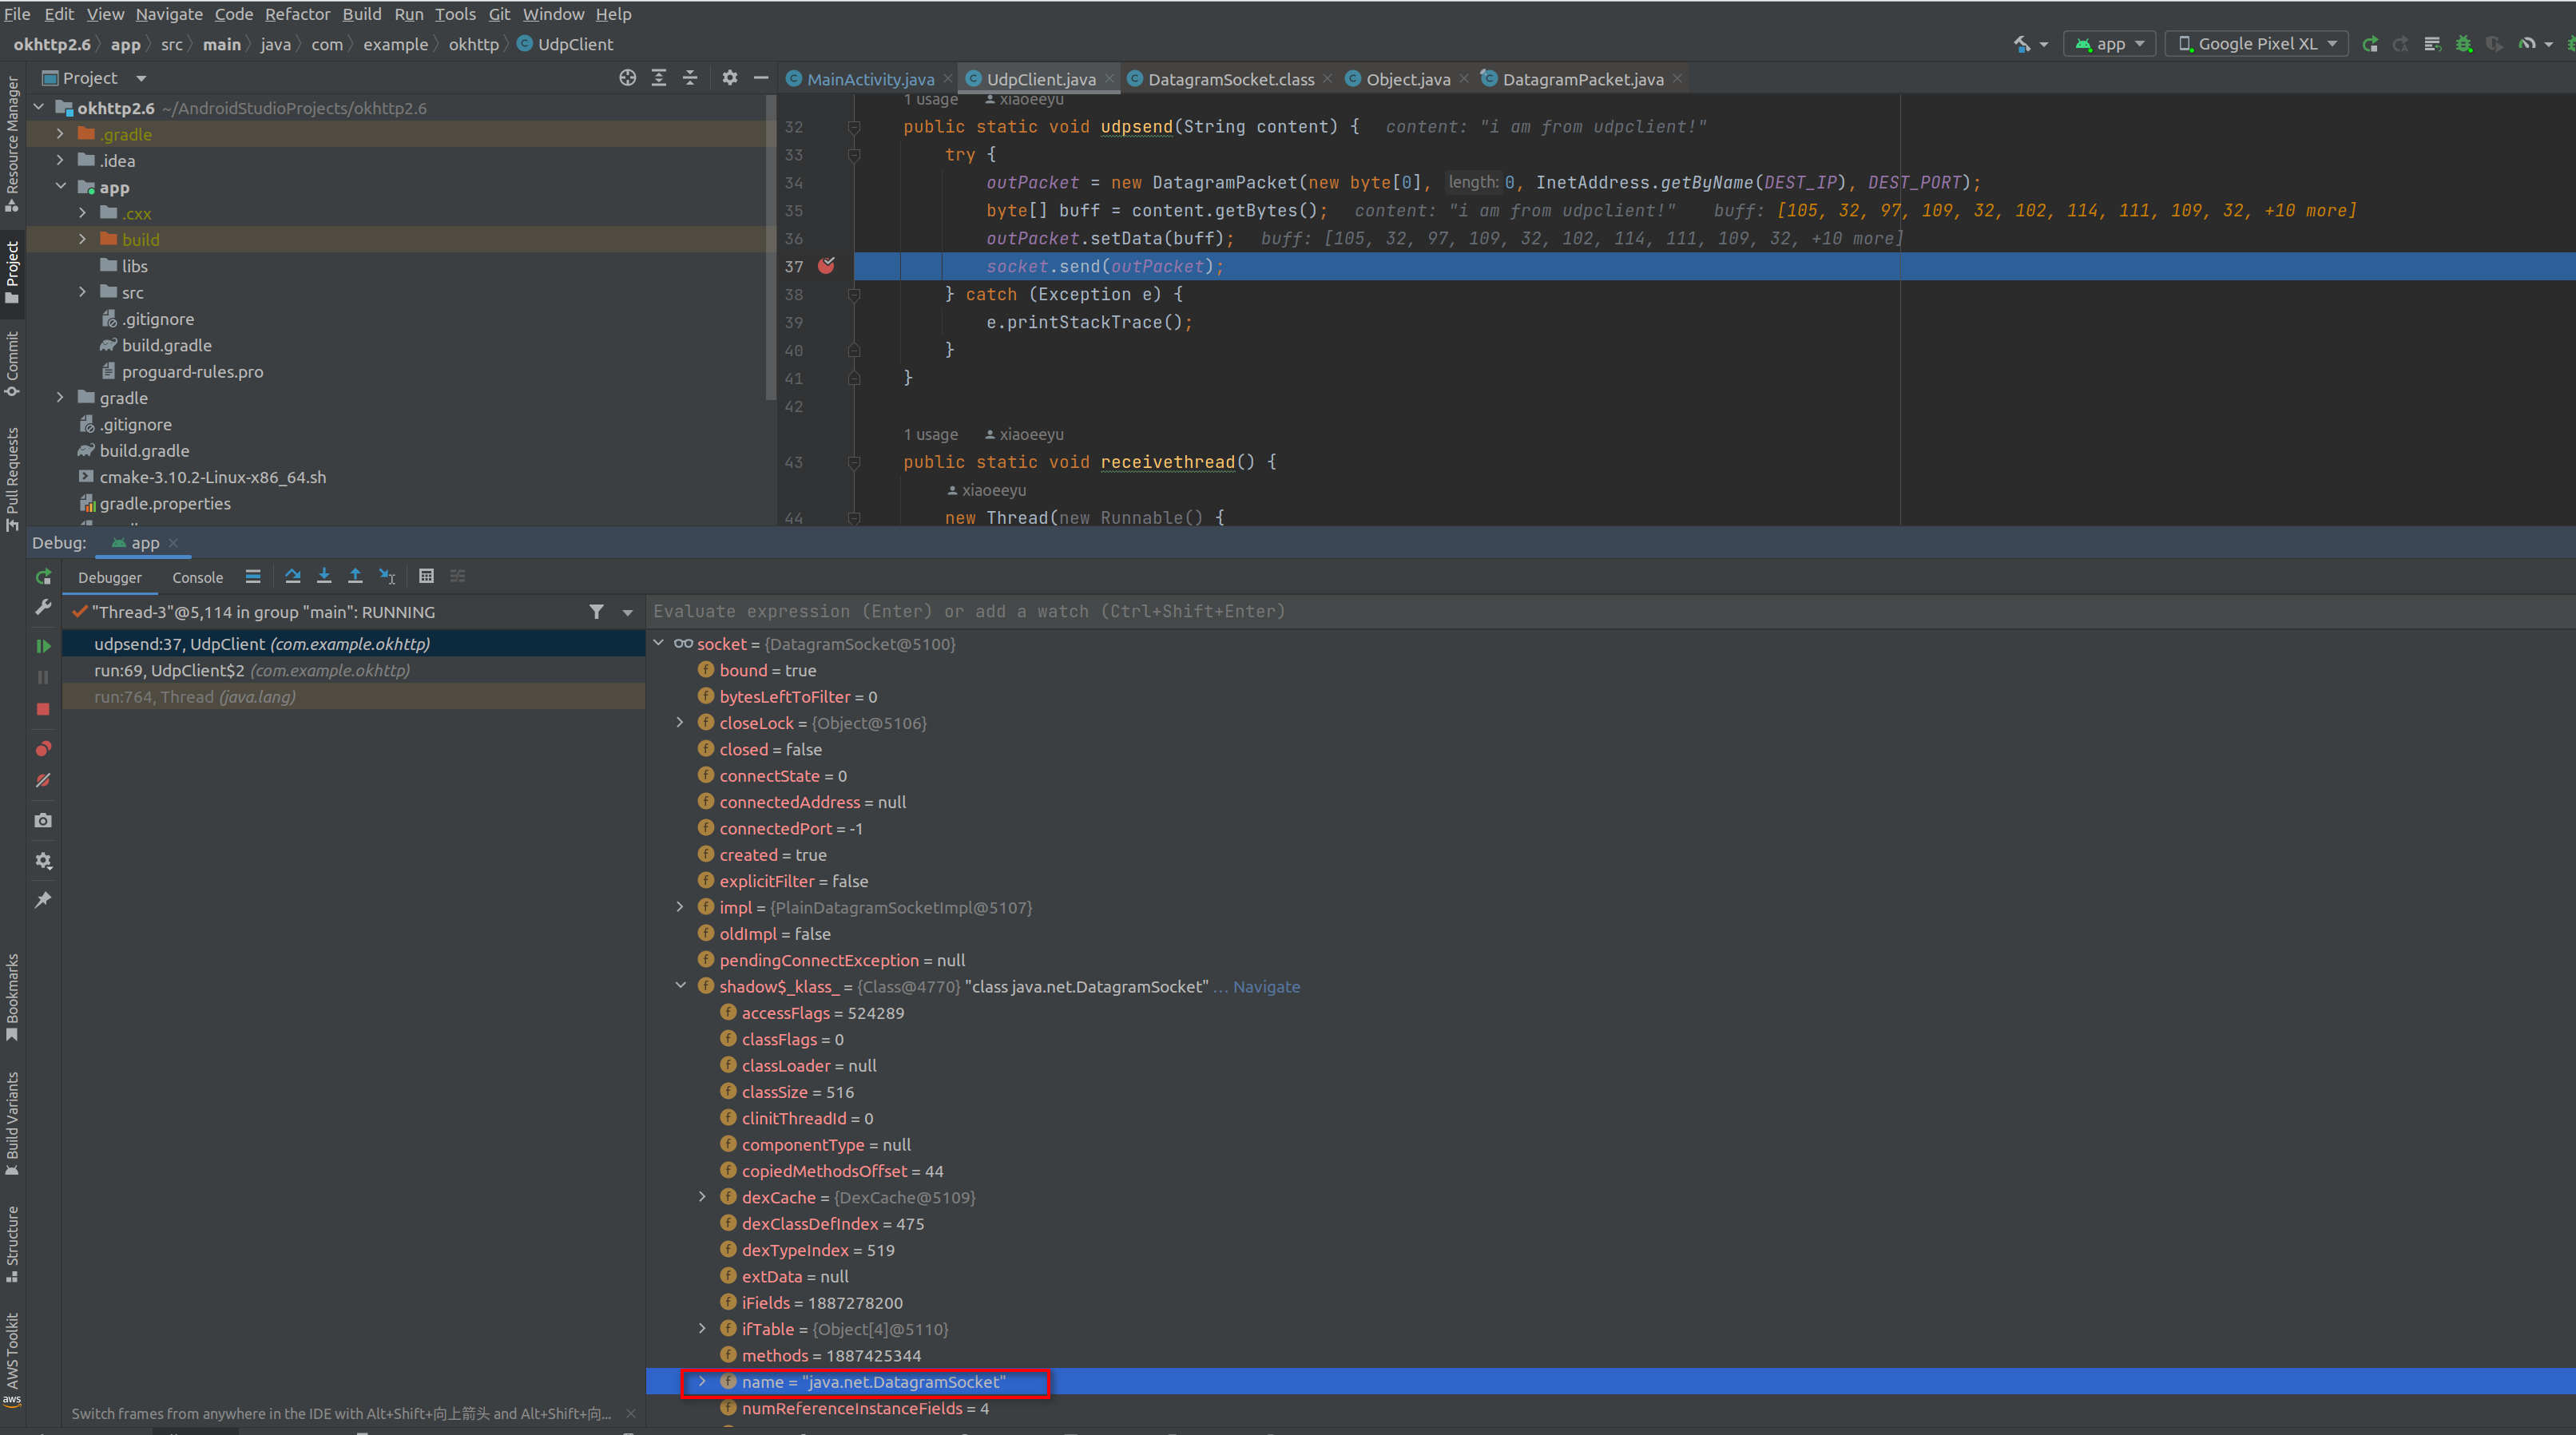 File Edit View Navigate Code Refactor Build Run Tools Git Window Help
okhttp2.6 app src main java com example okhttp UdpClient
app Google Pixel XL
Project
MainActivity.java UdpClient.java DatagramSocket.class Object.java DatagramPacket.java
Resource Manager
Project
Commit
Pull Requests
Bookmarks
Build Variants
Structure
AWS Toolkit
aws
okhttp2.6 ~/AndroidStudioProjects/okhttp2.6
.gradle
.idea
app
.cxx
build
libs
src
.gitignore
build.gradle
proguard-rules.pro
gradle
.gitignore
build.gradle
cmake-3.10.2-Linux-x86_64.sh
gradle.properties
1 usage xiaoeeyu
32 public static void udpsend(String content) { content: "i am from udpclient!"
33 try {
34 outPacket = new DatagramPacket(new byte[0], length: 0, InetAddress.getByName(DEST_IP), DEST_PORT);
35 byte[] buff = content.getBytes(); content: "i am from udpclient!" buff: [105, 32, 97, 109, 32, 102, 114, 111, 109, 32, +10 more]
36 outPacket.setData(buff); buff: [105, 32, 97, 109, 32, 102, 114, 111, 109, 32, +10 more]
37 socket.send(outPacket);
38 } catch (Exception e) {
39 e.printStackTrace();
40 }
41 }
42
1 usage xiaoeeyu
43 public static void receivethread() {
xiaoeeyu
44 new Thread(new Runnable() {
Debug: app
Debugger Console
"Thread-3"@5,114 in group "main": RUNNING
udpsend:37, UdpClient (com.example.okhttp)
run:69, UdpClient$2 (com.example.okhttp)
run:764, Thread (java.lang)
Evaluate expression (Enter) or add a watch (Ctrl+Shift+Enter)
socket = {DatagramSocket@5100}
bound = true
bytesLeftToFilter = 0
closeLock = {Object@5106}
closed = false
connectState = 0
connectedAddress = null
connectedPort = -1
created = true
explicitFilter = false
impl = {PlainDatagramSocketImpl@5107}
oldImpl = false
pendingConnectException = null
shadow$_klass_ = {Class@4770} "class java.net.DatagramSocket" ... Navigate
accessFlags = 524289
classFlags = 0
classLoader = null
classSize = 516
clinitThreadId = 0
componentType = null
copiedMethodsOffset = 44
dexCache = {DexCache@5109}
dexClassDefIndex = 475
dexTypeIndex = 519
extData = null
iFields = 1887278200
ifTable = {Object[4]@5110}
methods = 1887425344
name = "java.net.DatagramSocket"
numReferenceInstanceFields = 4
Switch frames from anywhere in the IDE with Alt+Shift+向上箭头 and Alt+Shift+向...